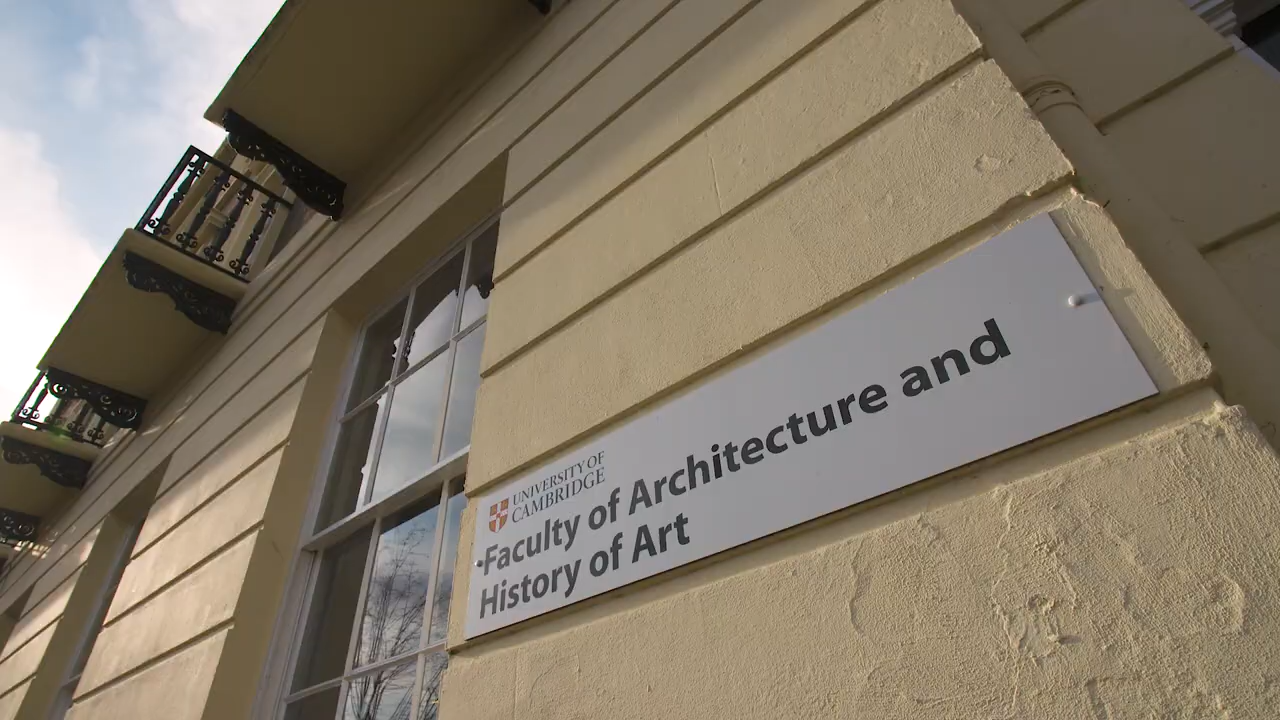 UNIVERSITY OF
CAMBRIDGE
Faculty of Architecture and
History of Art